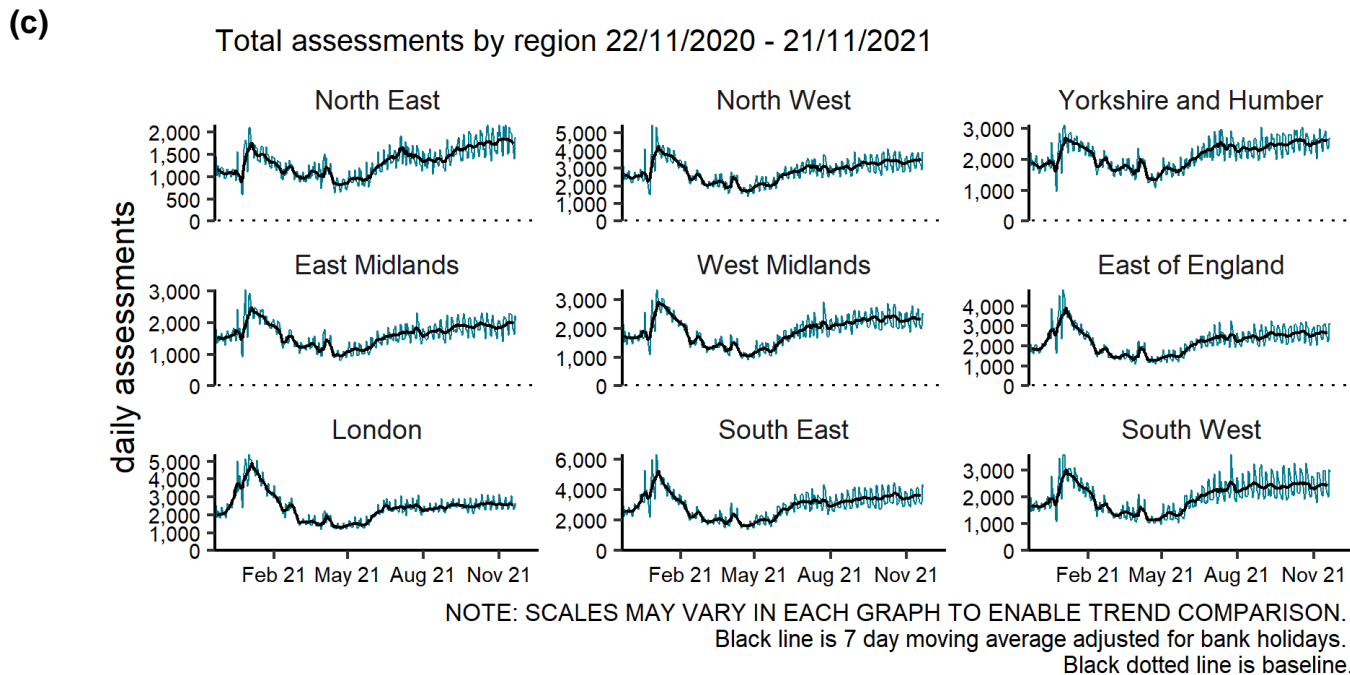 (c)
Total assessments by region 22/11/2020 - 21/11/2021
daily assessments
North East
2,000
1,500
1,000
500
0
North West
5,000
4,000
3,000
2,000
1,000
0
Yorkshire and Humber
3,000
2,000
1,000
0
East Midlands
3,000
2,000
1,000
0
West Midlands
3,000
2,000
1,000
0
East of England
4,000
3,000
2,000
1,000
0
London
5,000
4,000
3,000
2,000
1,000
0
Feb 21 May 21 Aug 21 Nov 21
South East
6,000
4,000
2,000
0
Feb 21 May 21 Aug 21 Nov 21
South West
3,000
2,000
1,000
0
Feb 21 May 21 Aug 21 Nov 21
NOTE: SCALES MAY VARY IN EACH GRAPH TO ENABLE TREND COMPARISON.
Black line is 7 day moving average adjusted for bank holidays.
Black dotted line is baseline.